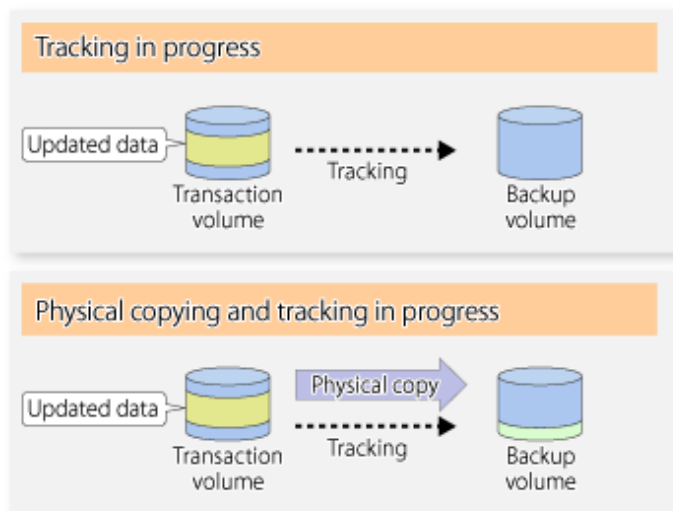 Tracking in progress
Updated data
Tracking
Transaction
volume
Backup
volume
Physical copying and tracking in progress
Physical copy
Updated data
Tracking
Transaction
volume
Backup
volume